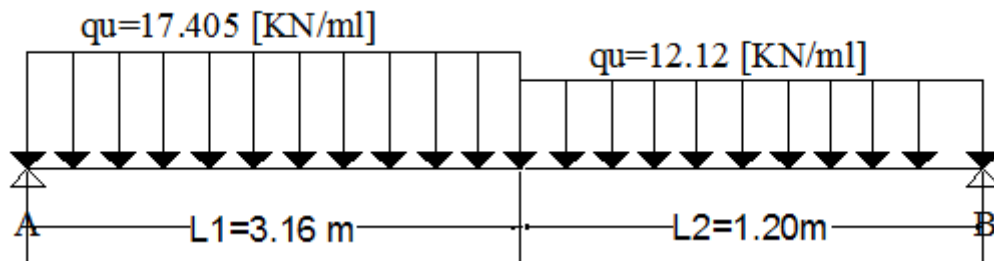 qu=17.405 [KN/ml]
qu=12.12 [KN/ml]
A
L1=3.16 m
L2=1.20m
B